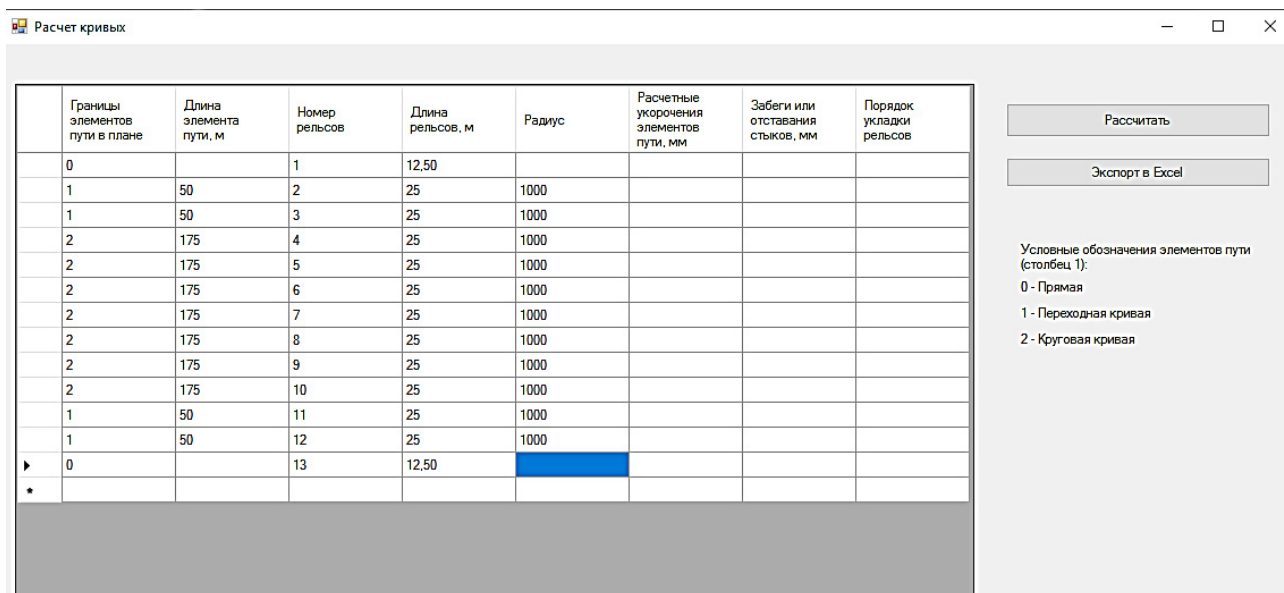 Расчет кривых
Границы элементов пути в плане
Длина элемента пути, м
Номер рельсов
Длина рельсов, м
Радиус
Расчетные укорочения элементов пути, мм
Забеги или отставания стыков, мм
Порядок укладки рельсов
0 1 12,50
1 50 2 25 1000
1 50 3 25 1000
2 175 4 25 1000
2 175 5 25 1000
2 175 6 25 1000
2 175 7 25 1000
2 175 8 25 1000
2 175 9 25 1000
2 175 10 25 1000
1 50 11 25 1000
1 50 12 25 1000
0 13 12,50
Рассчитать
Экспорт в Excel
Условные обозначения элементов пути
(столбец 1):
0 - Прямая
1 - Переходная кривая
2 - Круговая кривая